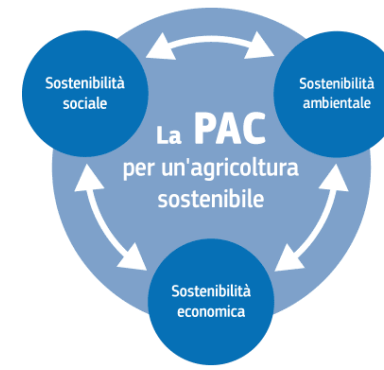 Sostenibilità
sociale
Sostenibilità
ambientale
La PAC
per un'agricoltura
sostenibile
Sostenibilità
economica